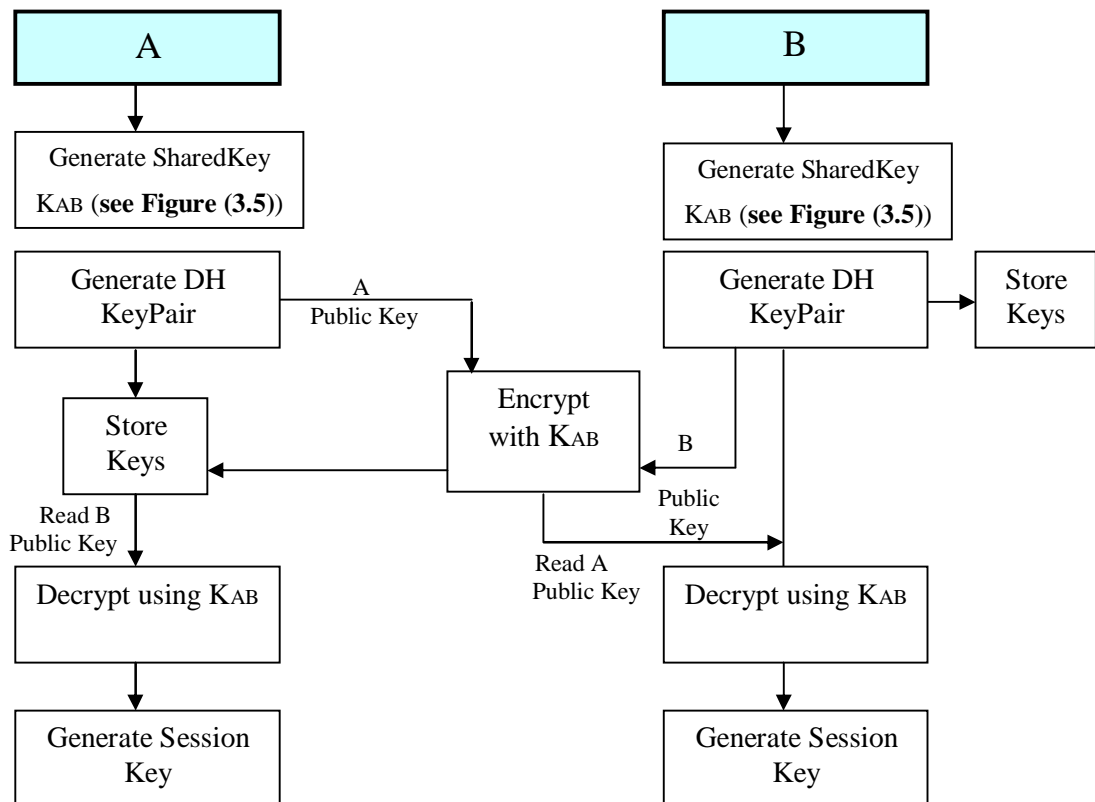 A
B
Generate SharedKey
KAB (see Figure (3.5))
Generate SharedKey
KAB (see Figure (3.5))
Generate DH
KeyPair
A
Public Key
Generate DH
KeyPair
Store
Keys
Store
Keys
Encrypt
with KAB
B
Public
Key
Read B
Public Key
Read A
Public Key
Decrypt using KAB
Decrypt using KAB
Generate Session
Key
Generate Session
Key